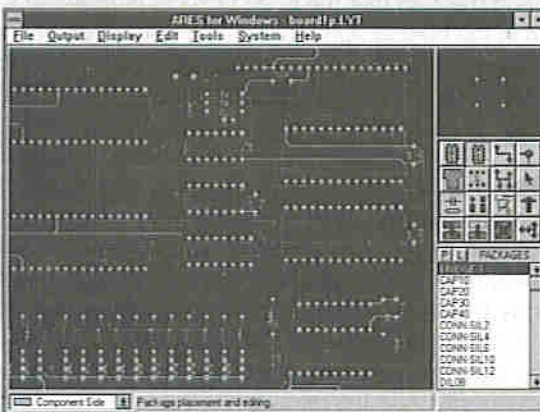 ARES for Windows - board1p.LYT
File Output Display Edit Tools System Help
P L PACKAGES
CAP10
CAP20
CAP30
CAP40
CONN-SIL2
CONN-SIL4
CONN-SIL6
CONN-SIL10
CONN-SIL12
DIL08
Component Side Package placement and editing.